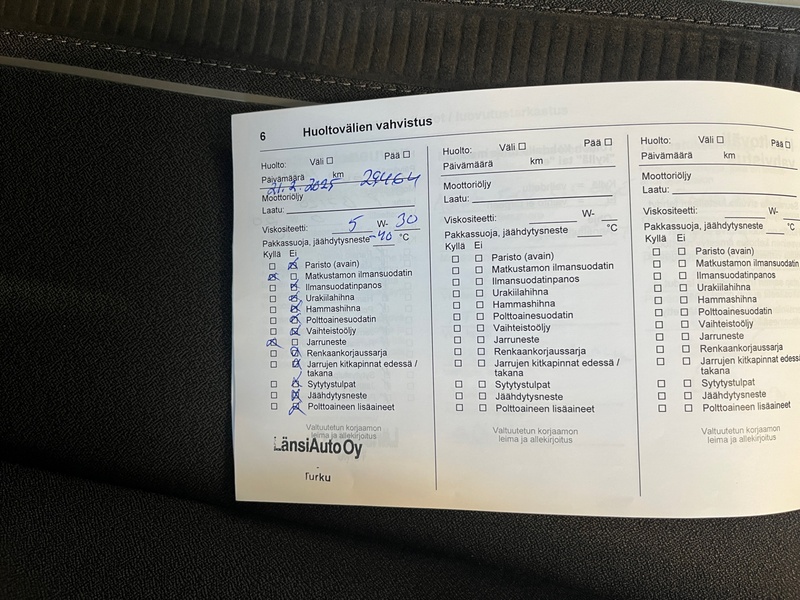 6 Huoltovälien vahvistus
Huolto: Väli ☐ Pää ☐
Päivämäärä km
21.2.2025 29464
Moottoriöljy
Laatu:
Viskositeetti: 5 W- 30
Pakkassuoja, jäähdytysneste -40 °C
Kyllä Ei
☐ ☒ Paristo (avain)
☒ ☐ Matkustamon ilmansuodatin
☐ ☒ Ilmansuodatinpanos
☐ ☒ Urakiilahihna
☐ ☒ Hammashihna
☐ ☒ Polttoainesuodatin
☐ ☒ Vaihteistoöljy
☒ ☐ Jarruneste
☐ ☒ Renkaankorjaussarja
☐ ☒ Jarrujen kitkapinnat edessä /
takana
☐ ☒ Sytytystulpat
☐ ☒ Jäähdytysneste
☐ ☒ Polttoaineen lisäaineet
Valtuutetun korjaamon
leima ja allekirjoitus
LänsiAuto Oy
Turku
Huolto: Väli ☐ Pää ☐
Päivämäärä km
Moottoriöljy
Laatu:
Viskositeetti: W-
Pakkassuoja, jäähdytysneste °C
Kyllä Ei
☐ ☐ Paristo (avain)
☐ ☐ Matkustamon ilmansuodatin
☐ ☐ Ilmansuodatinpanos
☐ ☐ Urakiilahihna
☐ ☐ Hammashihna
☐ ☐ Polttoainesuodatin
☐ ☐ Vaihteistoöljy
☐ ☐ Jarruneste
☐ ☐ Renkaankorjaussarja
☐ ☐ Jarrujen kitkapinnat edessä /
takana
☐ ☐ Sytytystulpat
☐ ☐ Jäähdytysneste
☐ ☐ Polttoaineen lisäaineet
Valtuutetun korjaamon
leima ja allekirjoitus
Huolto: Väli ☐ Pää ☐
Päivämäärä km
Moottoriöljy
Laatu:
Viskositeetti: W-
Pakkassuoja, jäähdytysneste °C
Kyllä Ei
☐ ☐ Paristo (avain)
☐ ☐ Matkustamon ilmansuodatin
☐ ☐ Ilmansuodatinpanos
☐ ☐ Urakiilahihna
☐ ☐ Hammashihna
☐ ☐ Polttoainesuodatin
☐ ☐ Vaihteistoöljy
☐ ☐ Jarruneste
☐ ☐ Renkaankorjaussarja
☐ ☐ Jarrujen kitkapinnat edessä
takana
☐ ☐ Sytytystulpat
☐ ☐ Jäähdytysneste
☐ ☐ Polttoaineen lisäaineet
Valtuutetun korjaamon
leima ja allekirjoitus